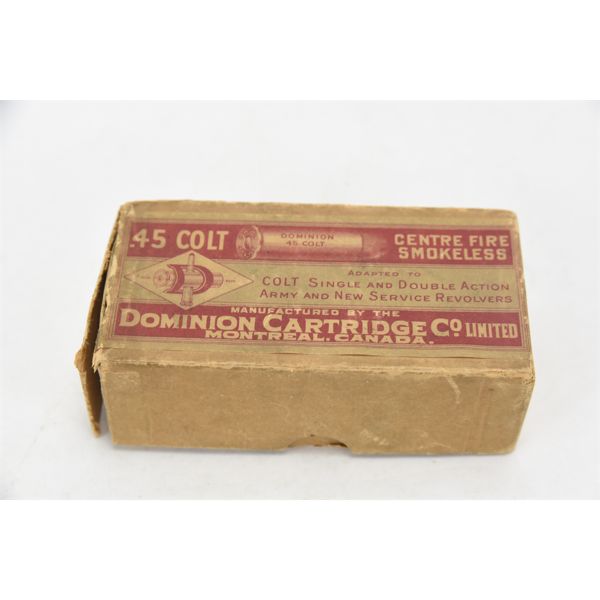 .45 COLT
DOMINION
45 COLT.
CENTRE FIRE
SMOKELESS
ADAPTED TO
COLT SINGLE AND DOUBLE ACTION
ARMY AND NEW SERVICE REVOLVERS
MANUFACTURED BY THE
DOMINION CARTRIDGE CO LIMITED
MONTREAL, CANADA.